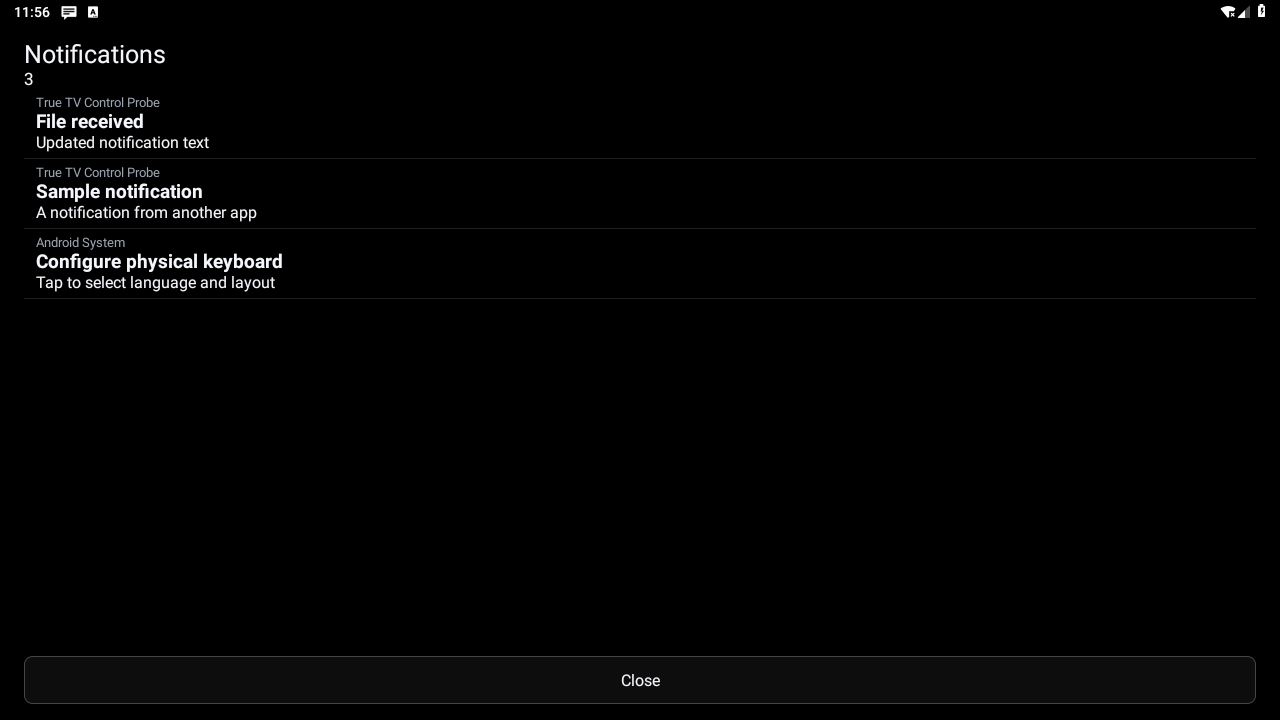 11:56
Notifications
3
True TV Control Probe
File received
Updated notification text
True TV Control Probe
Sample notification
A notification from another app
Android System
Configure physical keyboard
Tap to select language and layout
Close